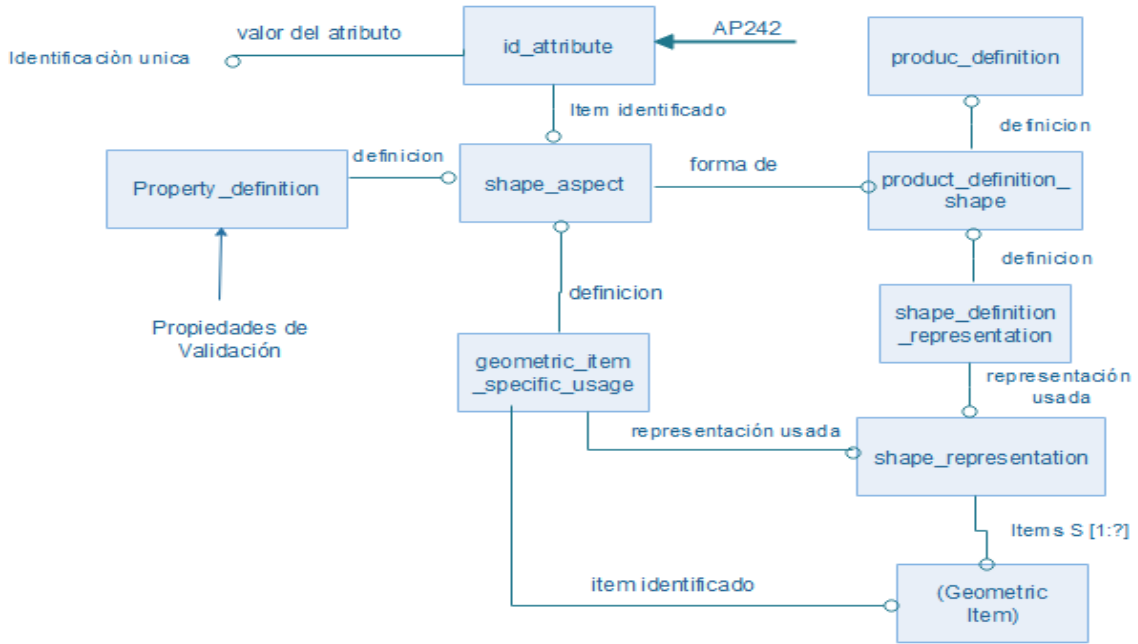 valor del atributo
id_attribute
AP242
Identificaciòn unica
produc_definition
Item identificado
definicion
definicion
forma de
Property_definition
shape_aspect
product_definition_
shape
definicion
definicion
Propiedades de
Validación
shape_definition
_representation
geometric_item
_specific_usage
representación
usada
representación usada
shape_representation
Items S [1:?]
item identificado
(Geometric
Item)